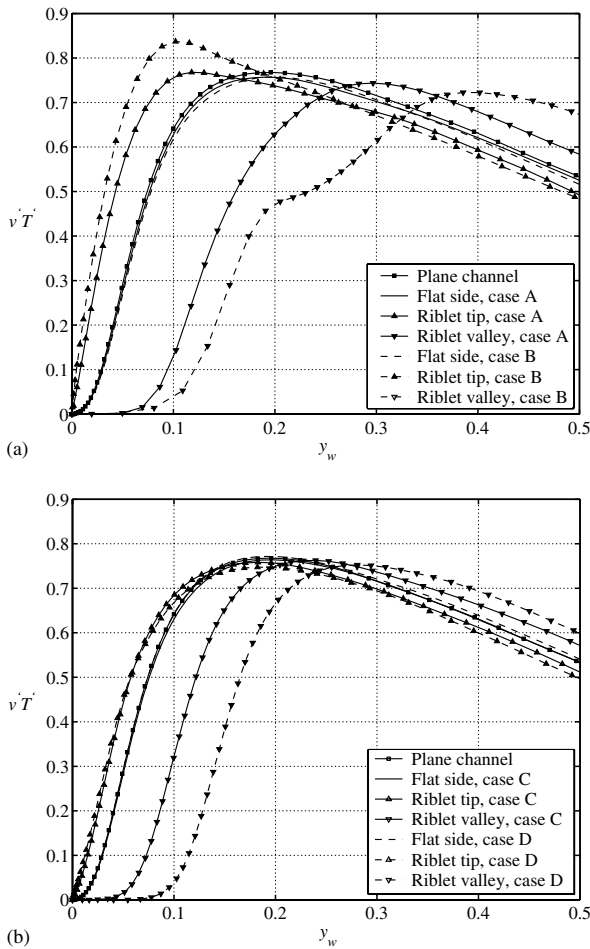 0.9
0.8
0.7
0.6
0.5
v‘T‘
0.4
0.3
0.2
0.1
0
Plane channel
Flat side, case A
Riblet tip, case A
Riblet valley, case A
Flat side, case B
Riblet tip, case B
Riblet valley, case B
0 0.1 0.2 0.3 0.4 0.5
(a)
y_w
0.9
0.8
0.7
0.6
0.5
v‘T‘
0.4
0.3
0.2
0.1
0
Plane channel
Flat side, case C
Riblet tip, case C
Riblet valley, case C
Flat side, case D
Riblet tip, case D
Riblet valley, case D
0 0.1 0.2 0.3 0.4 0.5
(b)
y_w